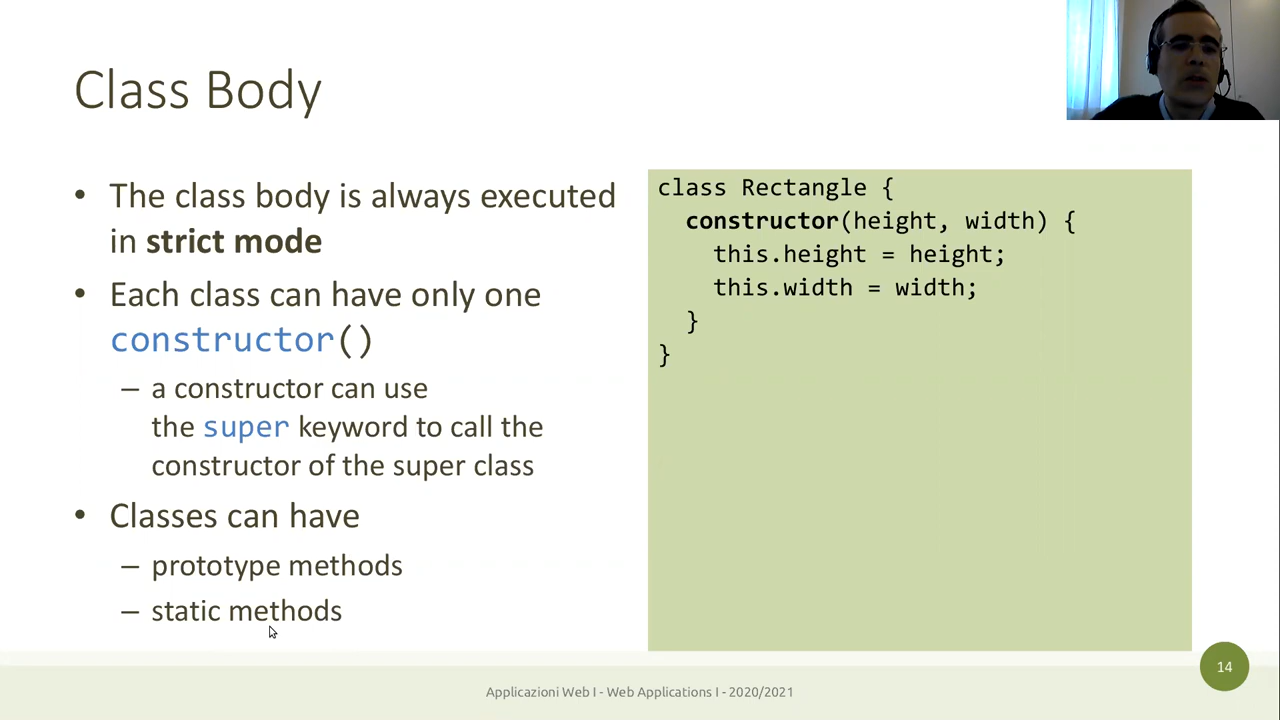 Class Body
• The class body is always executed
in strict mode
• Each class can have only one
constructor()
– a constructor can use
the super keyword to call the
constructor of the super class
• Classes can have
– prototype methods
– static methods
class Rectangle {
  constructor(height, width) {
    this.height = height;
    this.width = width;
  }
}
14
Applicazioni Web I - Web Applications I - 2020/2021